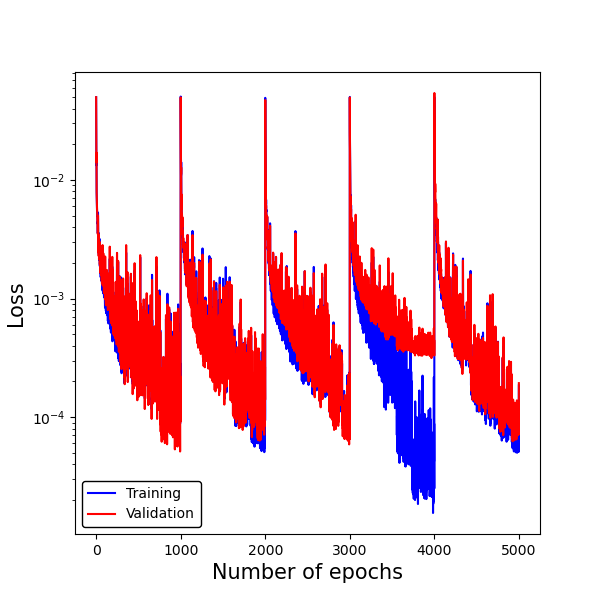 Loss
10⁻²
10⁻³
10⁻⁴
Training
Validation
0 1000 2000 3000 4000 5000
Number of epochs